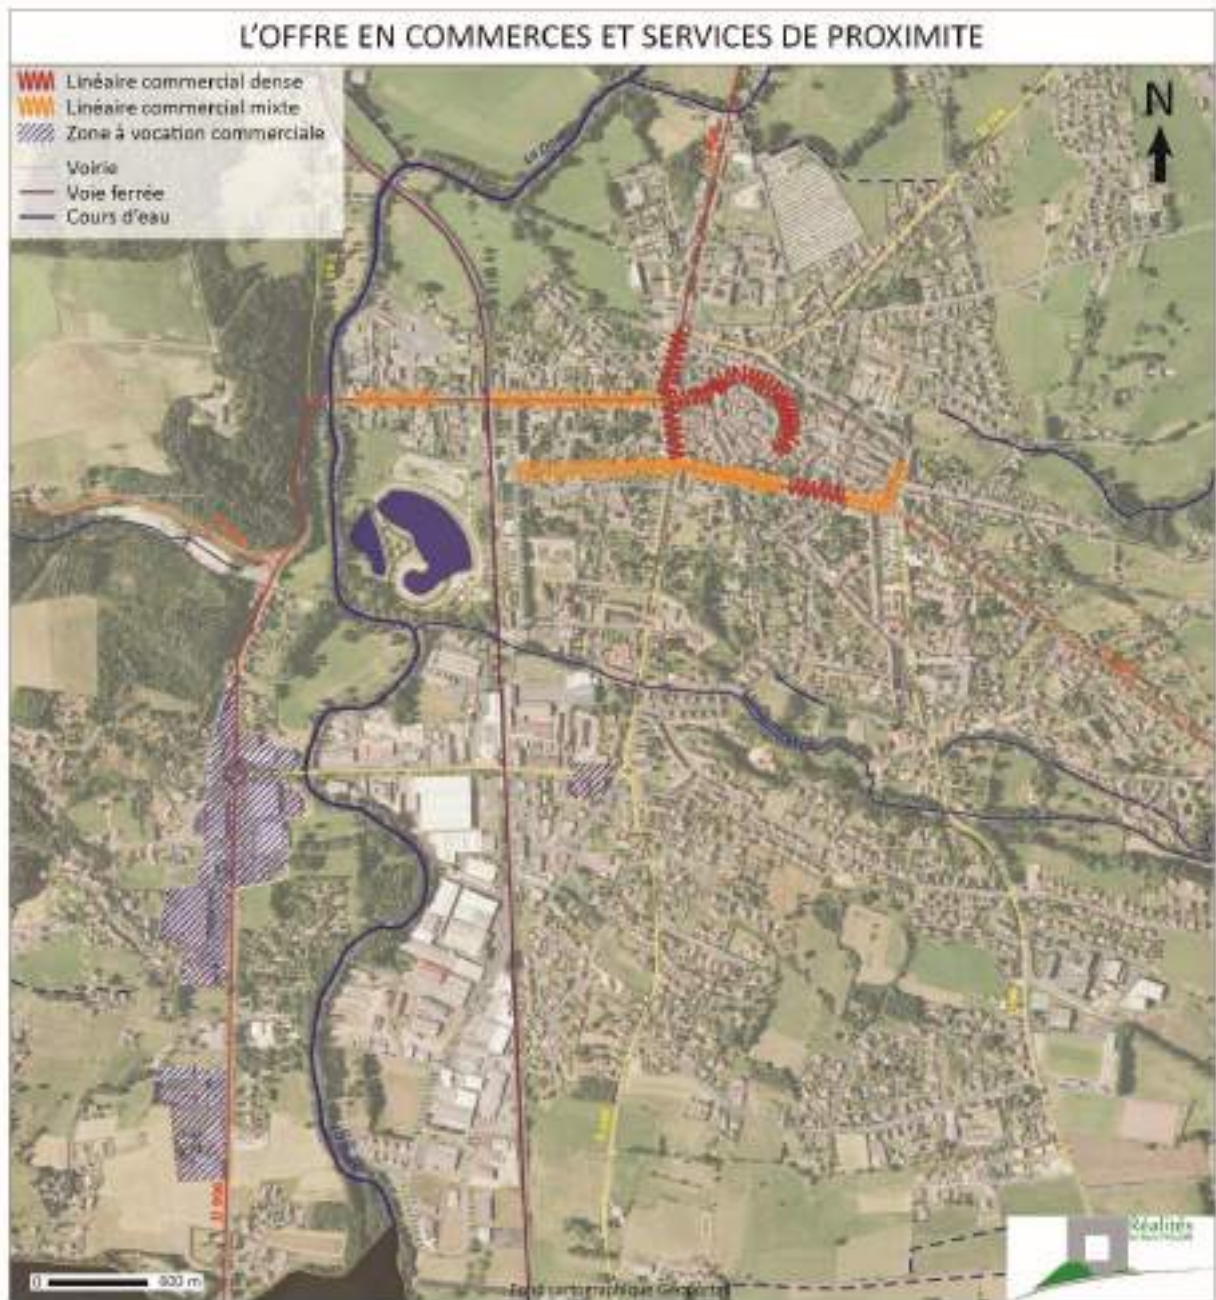 L'OFFRE EN COMMERCES ET SERVICES DE PROXIMITE
Linéaire commercial dense
Linéaire commercial mixte
Zone à vocation commerciale
Voirie
Voie ferrée
Cours d'eau
N
Réalités
0 600 m
Fond cartographique Géoportail